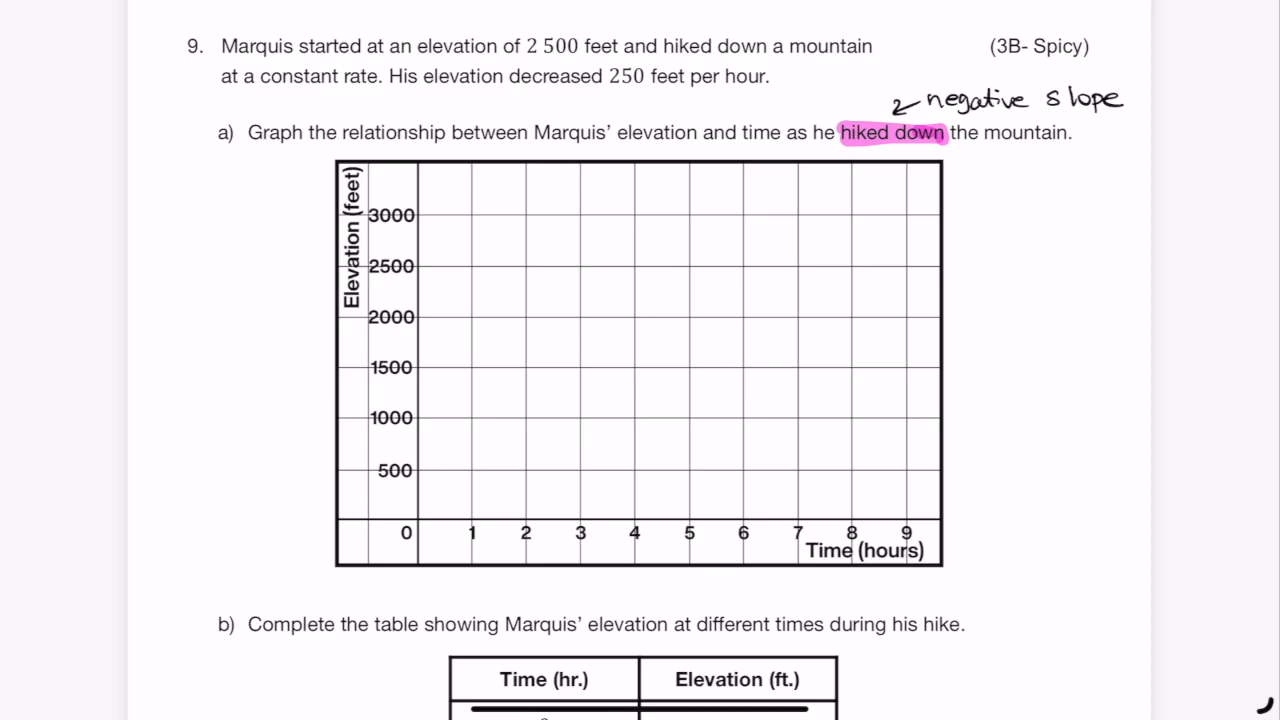 9. Marquis started at an elevation of 2 500 feet and hiked down a mountain (3B- Spicy)
at a constant rate. His elevation decreased 250 feet per hour.
negative slope
a) Graph the relationship between Marquis' elevation and time as he hiked down the mountain.
Elevation (feet)
3000
2500
2000
1500
1000
500
0 1 2 3 4 5 6 7 8 9
Time (hours)
b) Complete the table showing Marquis' elevation at different times during his hike.
Time (hr.) Elevation (ft.)